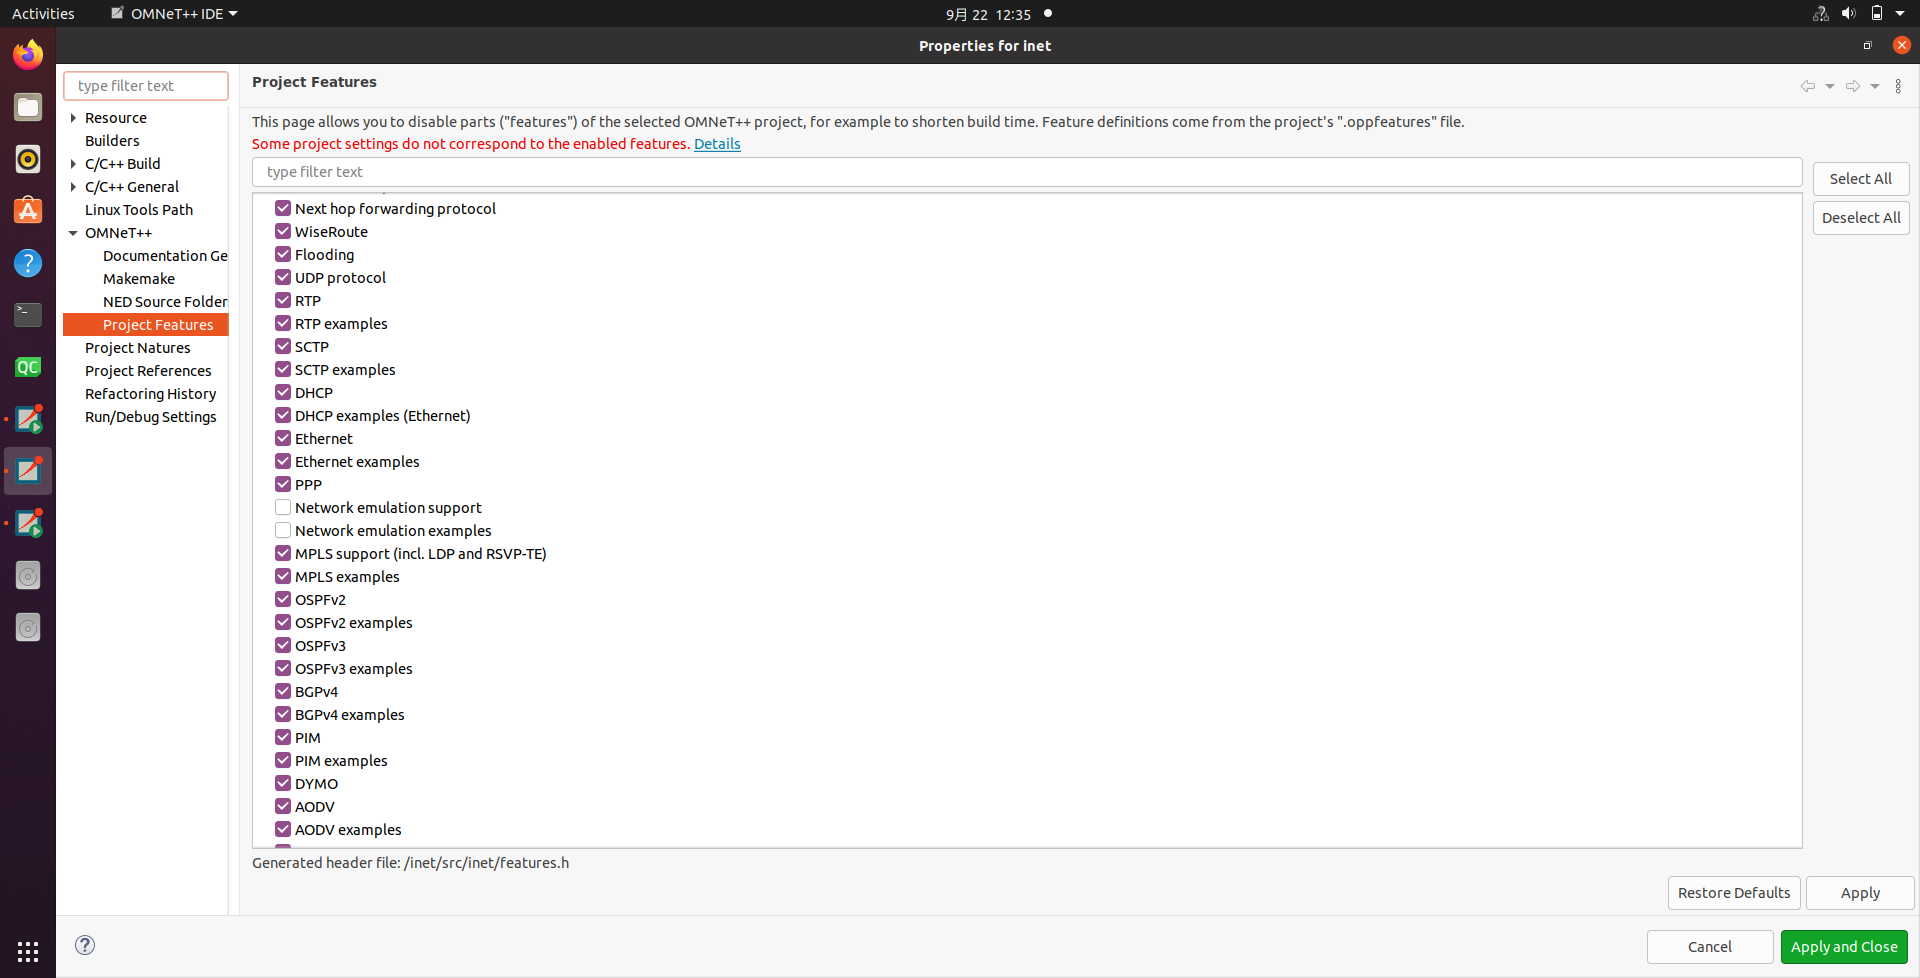 Activities
OMNeT++ IDE
9月 22 12:35
Properties for inet
type filter text
Resource
Builders
C/C++ Build
C/C++ General
Linux Tools Path
OMNeT++
Documentation Ge
Makemake
NED Source Folder
Project Features
Project Natures
Project References
Refactoring History
Run/Debug Settings
Project Features
This page allows you to disable parts ("features") of the selected OMNeT++ project, for example to shorten build time. Feature definitions come from the project's ".oppfeatures" file.
Some project settings do not correspond to the enabled features. Details
type filter text
Select All
Deselect All
Next hop forwarding protocol
WiseRoute
Flooding
UDP protocol
RTP
RTP examples
SCTP
SCTP examples
DHCP
DHCP examples (Ethernet)
Ethernet
Ethernet examples
PPP
Network emulation support
Network emulation examples
MPLS support (incl. LDP and RSVP-TE)
MPLS examples
OSPFv2
OSPFv2 examples
OSPFv3
OSPFv3 examples
BGPv4
BGPv4 examples
PIM
PIM examples
DYMO
AODV
AODV examples
Generated header file: /inet/src/inet/features.h
Restore Defaults
Apply
Cancel
Apply and Close
QC